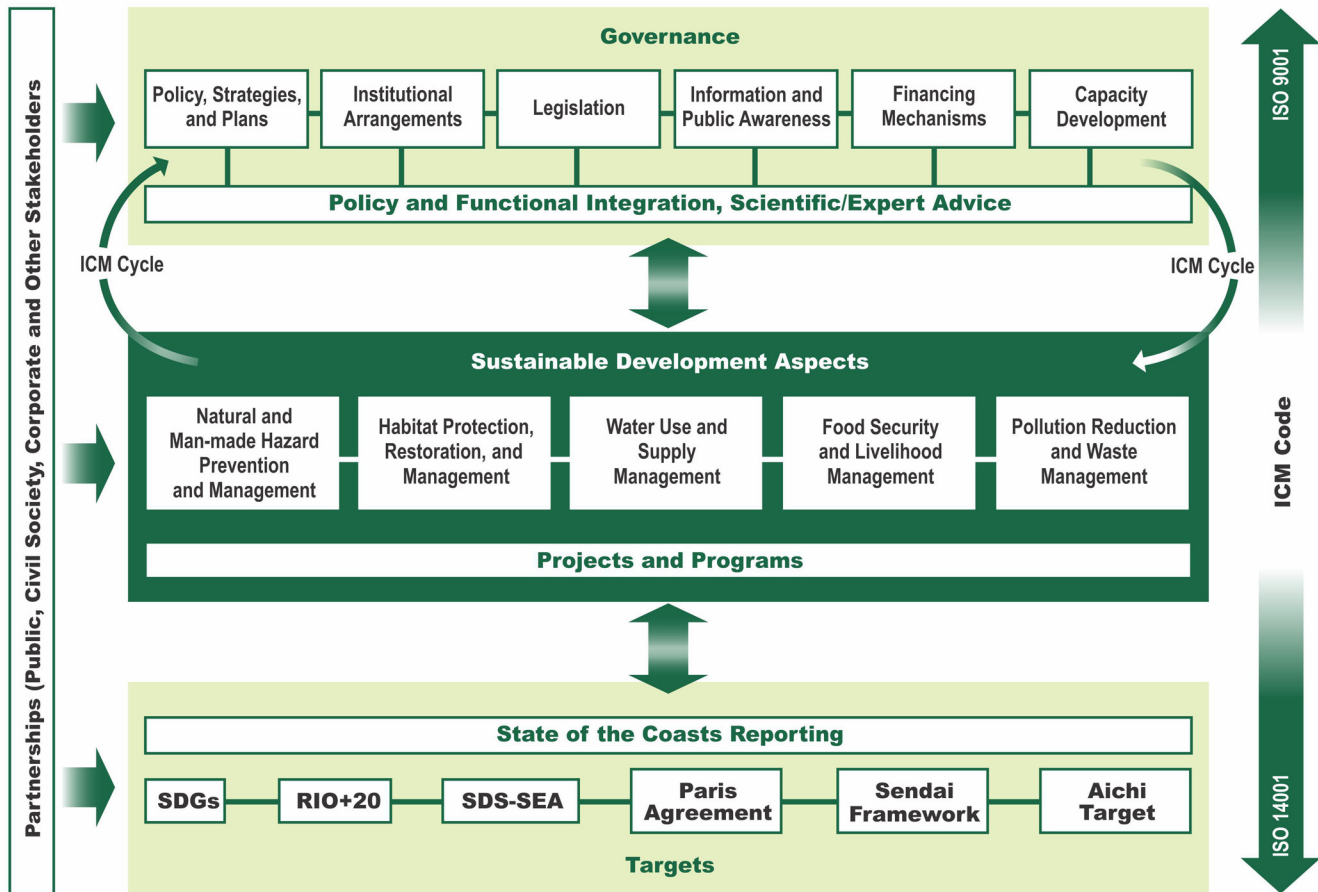 Partnerships (Public, Civil Society, Corporate and Other Stakeholders
Governance
Policy, Strategies,
and Plans
Institutional
Arrangements
Legislation
Information and
Public Awareness
Financing
Mechanisms
Capacity
Development
Policy and Functional Integration, Scientific/Expert Advice
ICM Cycle
ICM Cycle
Sustainable Development Aspects
Natural and
Man-made Hazard
Prevention
and Management
Habitat Protection,
Restoration, and
Management
Water Use and
Supply
Management
Food Security
and Livelihood
Management
Pollution Reduction
and Waste
Management
Projects and Programs
State of the Coasts Reporting
SDGs
RIO+20
SDS-SEA
Paris
Agreement
Sendai
Framework
Aichi
Target
Targets
ISO 9001
ICM Code
ISO 14001